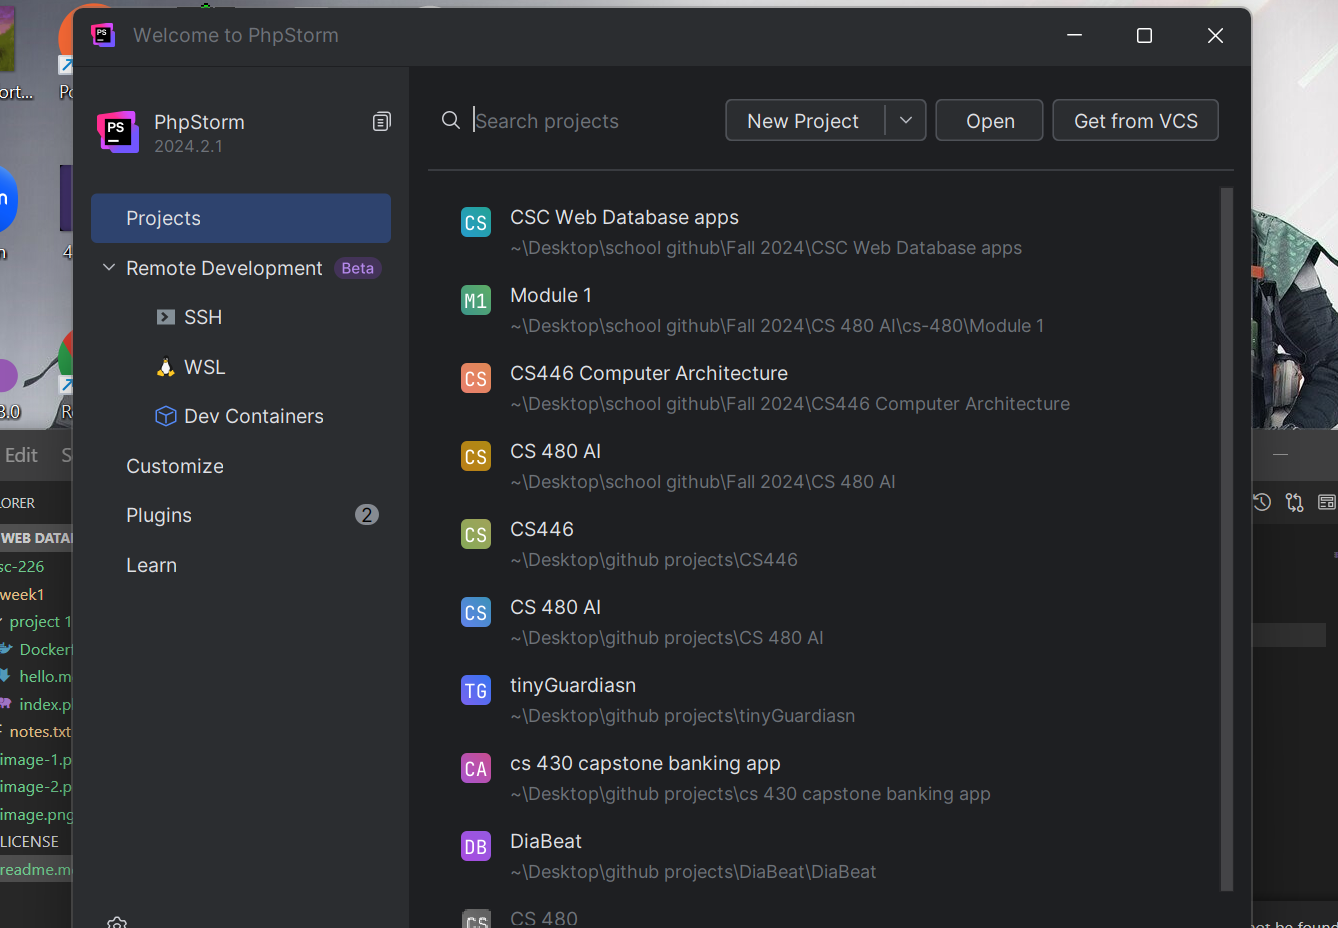 PS Welcome to PhpStorm
PS PhpStorm
2024.2.1
Search projects
New Project
Open
Get from VCS
Projects
Remote Development Beta
SSH
WSL
Dev Containers
Customize
Plugins 2
Learn
CS CSC Web Database apps
~\Desktop\school github\Fall 2024\CSC Web Database apps
M1 Module 1
~\Desktop\school github\Fall 2024\CS 480 AI\cs-480\Module 1
CS CS446 Computer Architecture
~\Desktop\school github\Fall 2024\CS446 Computer Architecture
CS CS 480 AI
~\Desktop\school github\Fall 2024\CS 480 AI
CS CS446
~\Desktop\github projects\CS446
CS CS 480 AI
~\Desktop\github projects\CS 480 AI
TG tinyGuardiasn
~\Desktop\github projects\tinyGuardiasn
CA cs 430 capstone banking app
~\Desktop\github projects\cs 430 capstone banking app
DB DiaBeat
~\Desktop\github projects\DiaBeat\DiaBeat
CS CS 480
ort...
4
3.0
Edit S
LORER
WEB DATA
sc-226
week1
project 1
Dockerf
hello.m
index.p
notes.txt
image-1.p
image-2.p
image.png
LICENSE
readme.m
not be found